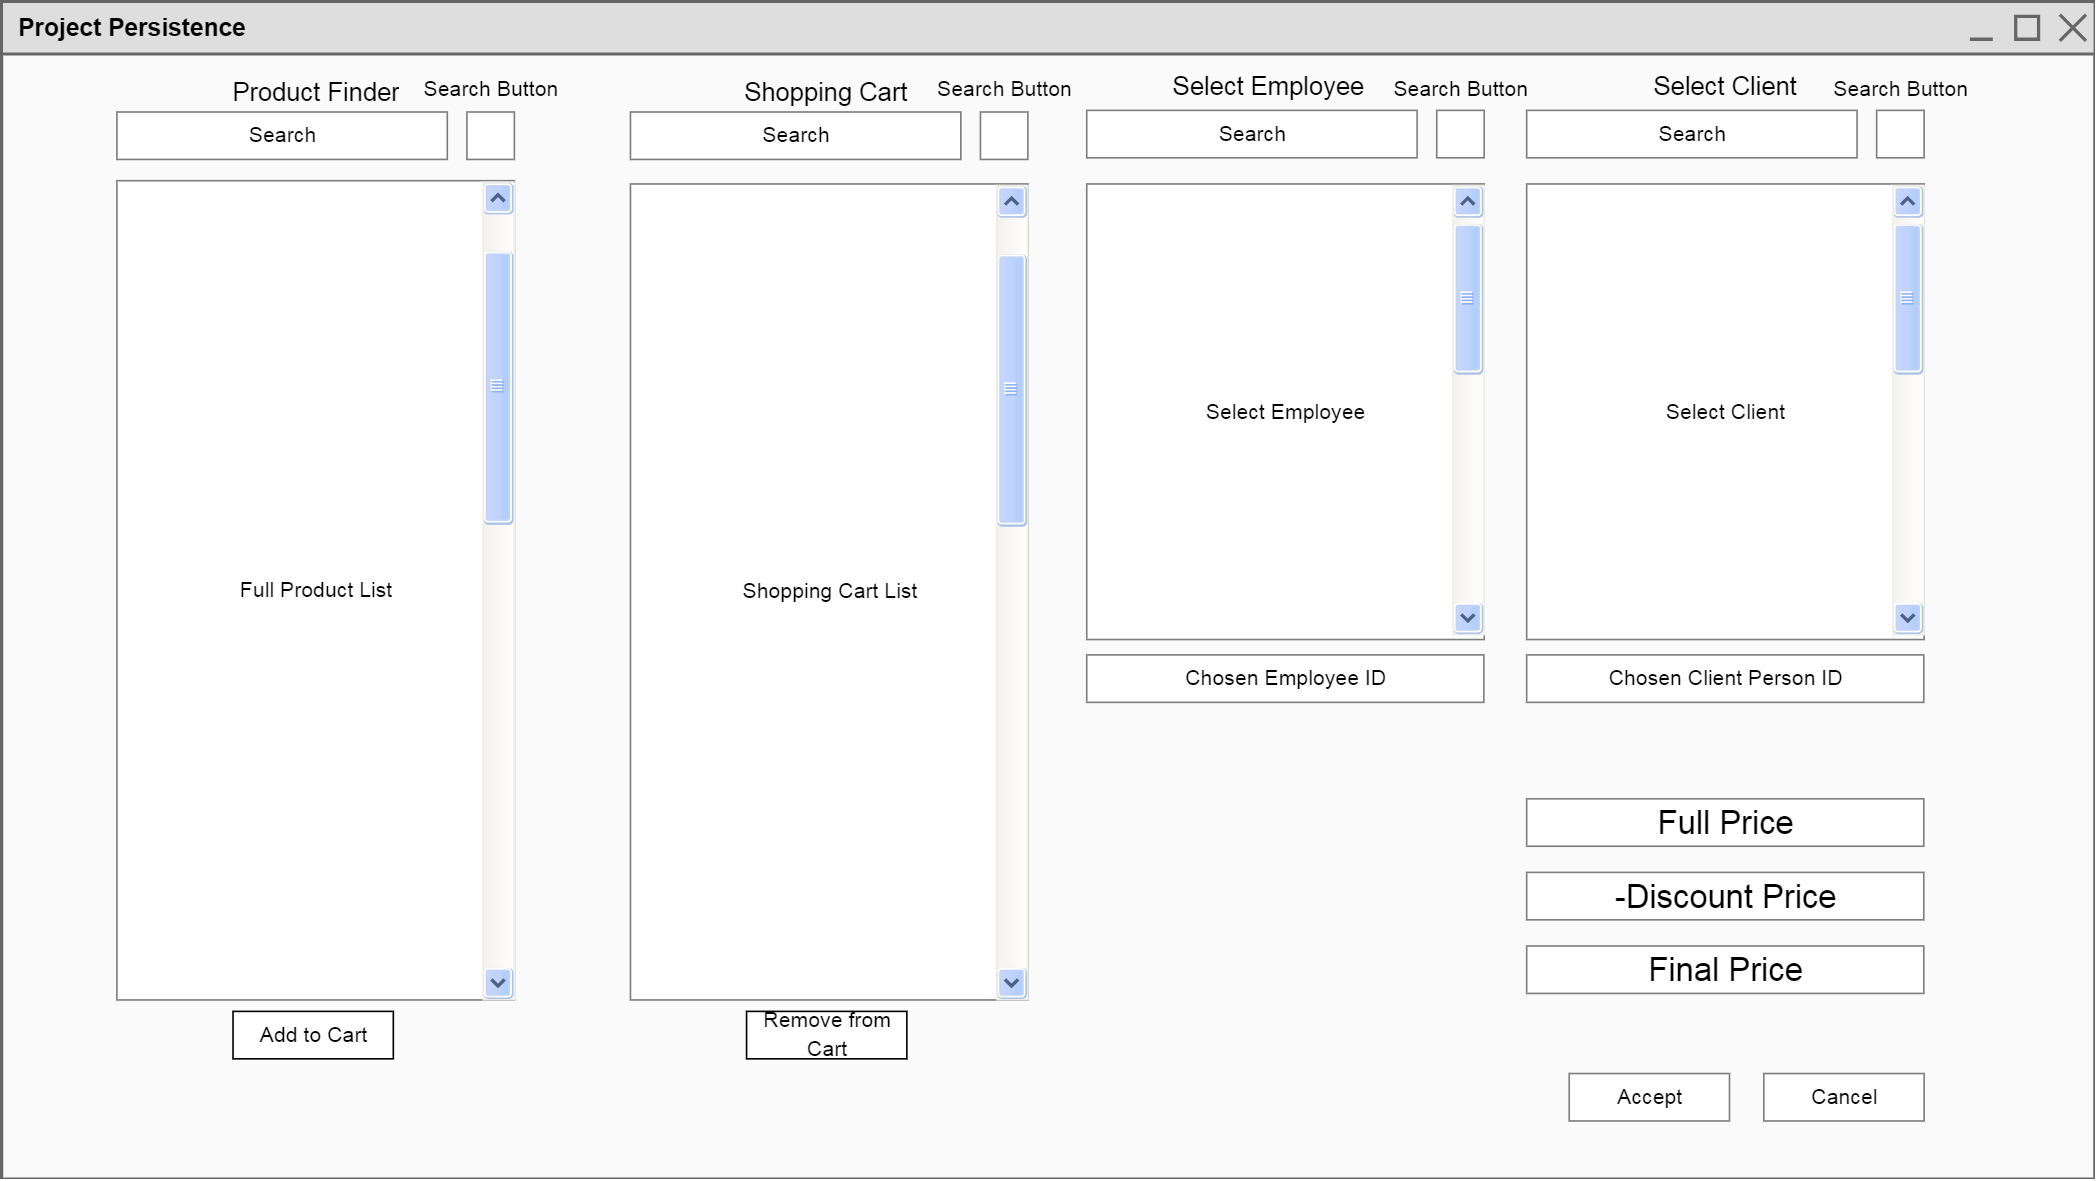 Project Persistence
Product Finder
Search Button
Search
Full Product List
Add to Cart
Shopping Cart
Search Button
Search
Shopping Cart List
Remove from
Cart
Select Employee
Search Button
Search
Select Employee
Chosen Employee ID
Select Client
Search Button
Search
Select Client
Chosen Client Person ID
Full Price
-Discount Price
Final Price
Accept
Cancel